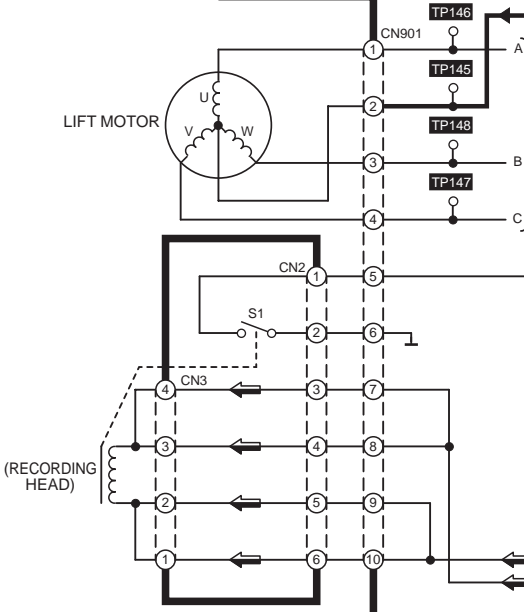 TP146
CN901
1
A
TP145
U
2
LIFT MOTOR
V
W
TP148
3
B
TP147
4
C
CN2
1
5
S1
2
6
CN3
4
3
7
(RECORDING
HEAD)
3
4
8
2
5
9
1
6
10